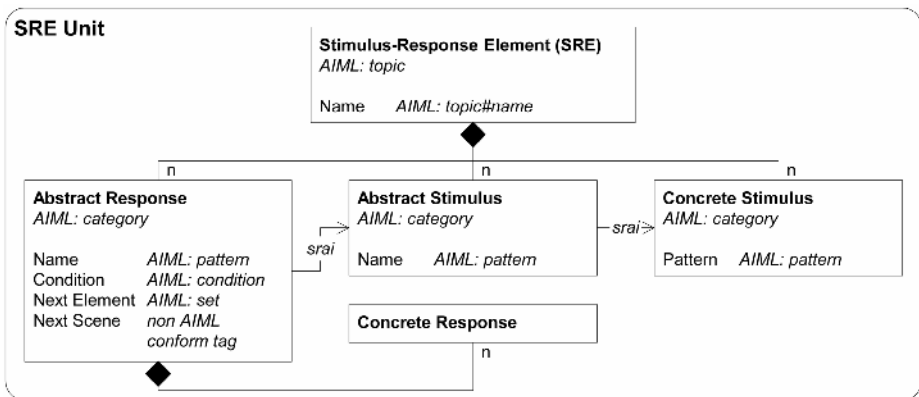 SRE Unit
Stimulus-Response Element (SRE)
AIML: topic
Name AIML: topic#name
n
n
n
Abstract Response
AIML: category
Name AIML: pattern
Condition AIML: condition
Next Element AIML: set
Next Scene non AIML
conform tag
srai
Abstract Stimulus
AIML: category
Name AIML: pattern
srai
Concrete Stimulus
AIML: category
Pattern AIML: pattern
Concrete Response
n